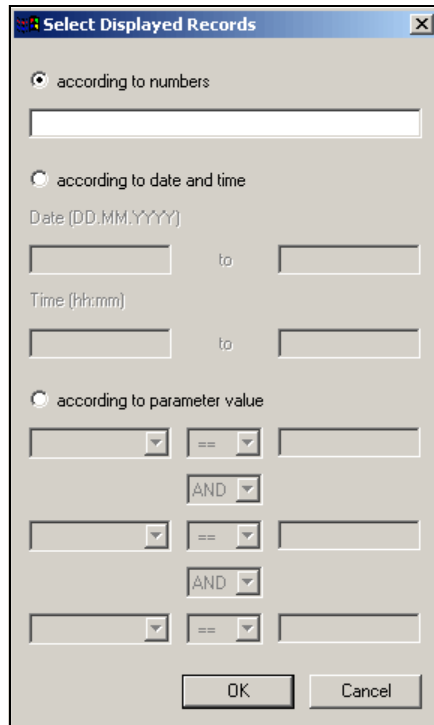 Select Displayed Records
according to numbers
according to date and time
Date (DD.MM.YYYY)
to
Time (hh:mm)
to
according to parameter value
==
AND
==
AND
==
OK Cancel